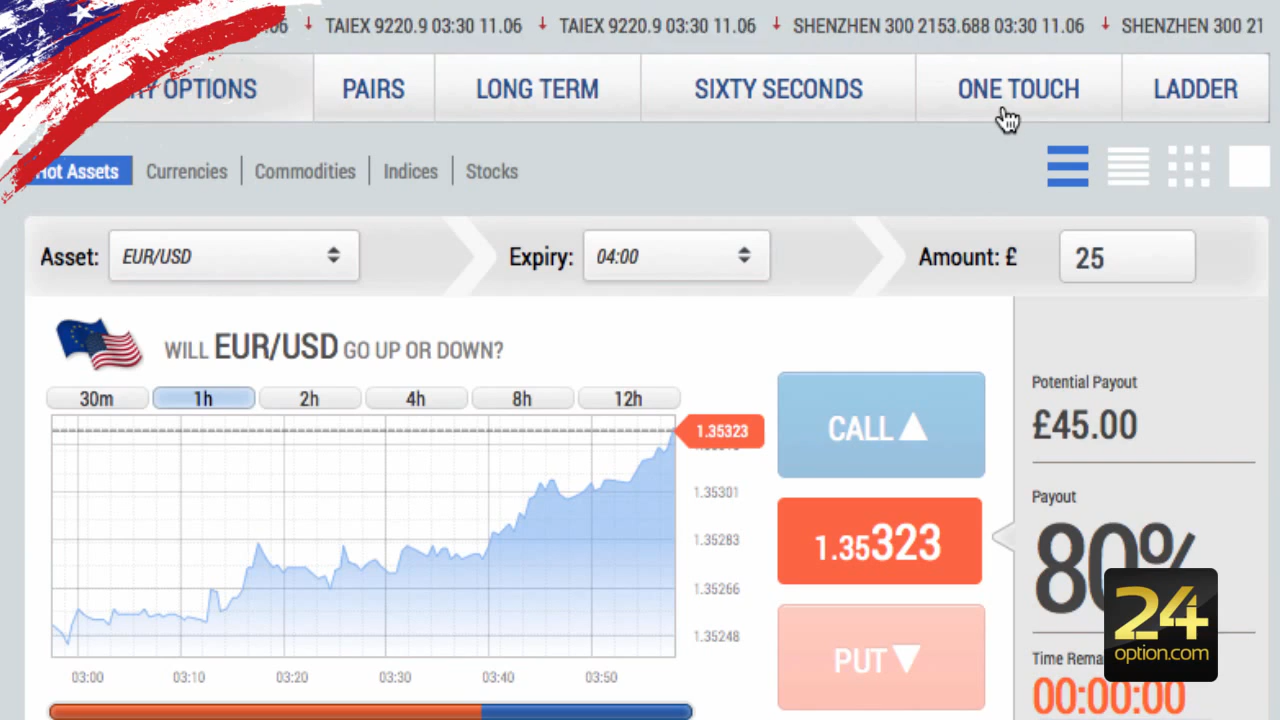 06 ↓ TAIEX 9220.9 03:30 11.06 ↓ TAIEX 9220.9 03:30 11.06 ↓ SHENZHEN 300 2153.688 03:30 11.06 ↓ SHENZHEN 300 21
OPTIONS PAIRS LONG TERM SIXTY SECONDS ONE TOUCH LADDER
Hot Assets Currencies Commodities Indices Stocks
Asset: EUR/USD Expiry: 04:00 Amount: £ 25
WILL EUR/USD GO UP OR DOWN?
30m 1h 2h 4h 8h 12h
1.35323
1.35301
1.35283
1.35266
1.35248
03:00 03:10 03:20 03:30 03:40 03:50
CALL ▲
1.35323
PUT ▼
Potential Payout
£45.00
Payout
80%
Time Rema
00:00:00
24
option.com